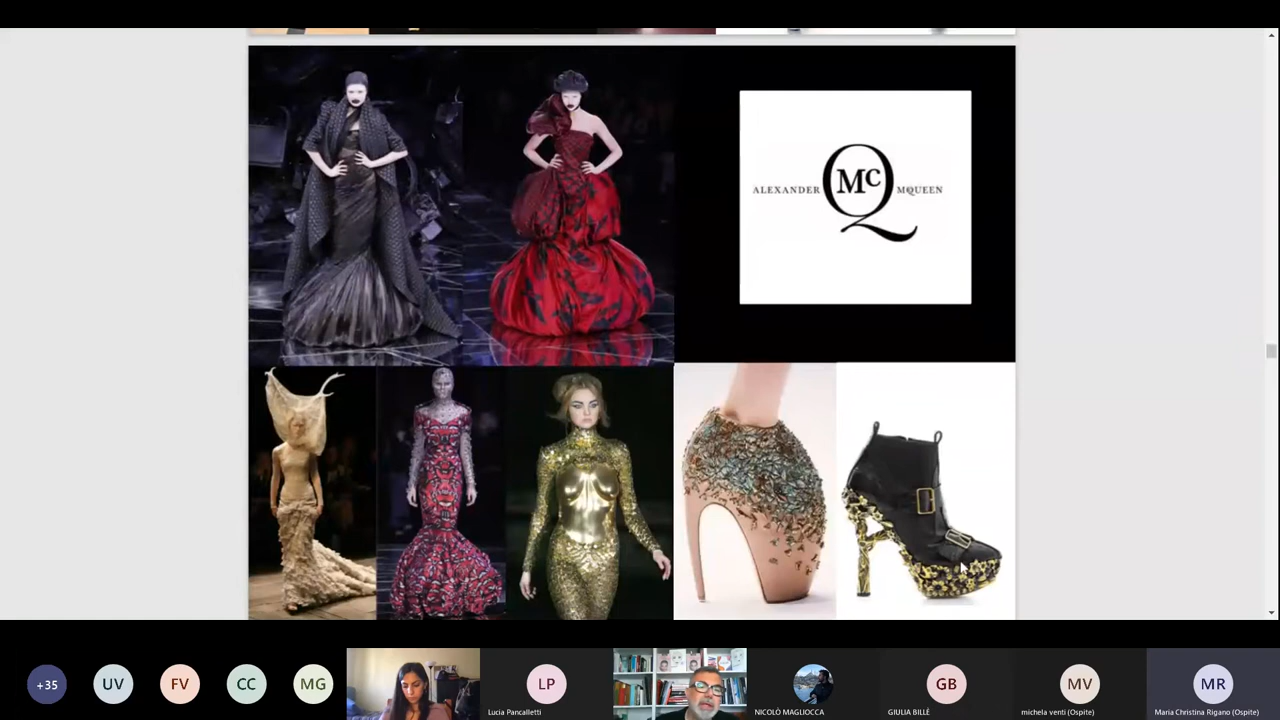 ALEXANDER McQ MQUEEN
+35
UV
FV
CC
MG
LP
GB
MV
MR
Lucia Pancalletti
NICOLÒ MAGLIOCCA
GIULIA BILLÈ
michela venti (Ospite)
Maria Christina Rigano (Ospite)